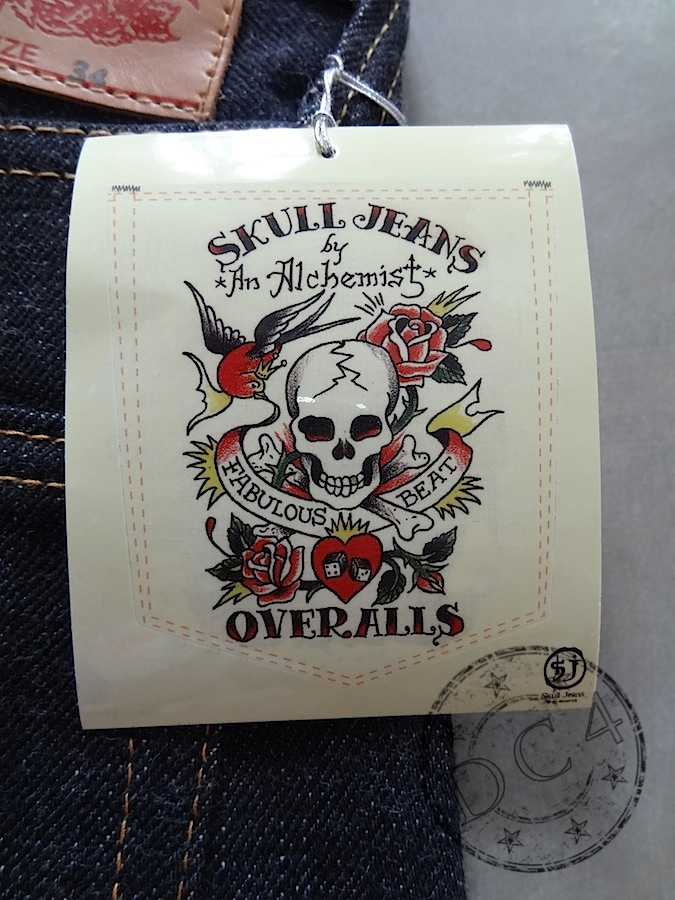 SIZE 34
SKULL JEANS
by
*An Alchemist*
FABULOUS BEAT
OVERALLS
SJ
Skull Jeans
DC4